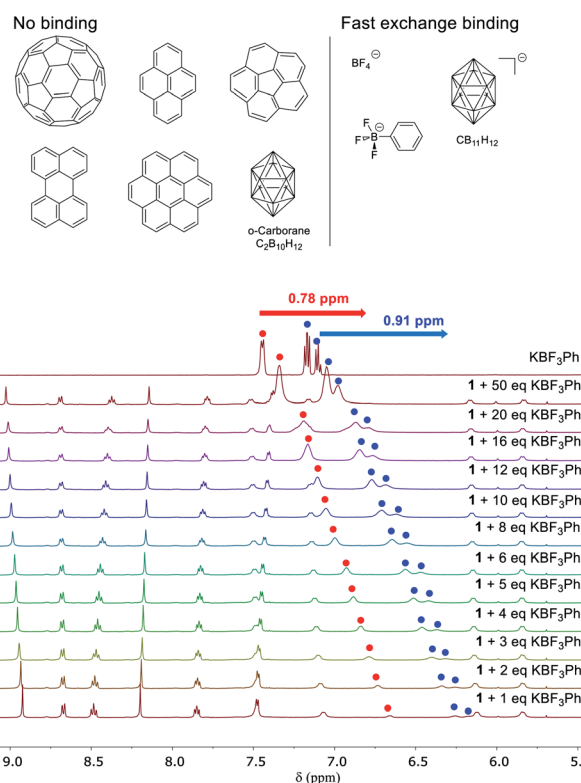 No binding
Fast exchange binding
BF4⊖
⊖
F
F
F
B⊖
CB11H12
o-Carborane
C2B10H12
0.78 ppm
0.91 ppm
KBF3Ph
1 + 50 eq KBF3Ph
1 + 20 eq KBF3Ph
1 + 16 eq KBF3Ph
1 + 12 eq KBF3Ph
1 + 10 eq KBF3Ph
1 + 8 eq KBF3Ph
1 + 6 eq KBF3Ph
1 + 5 eq KBF3Ph
1 + 4 eq KBF3Ph
1 + 3 eq KBF3Ph
1 + 2 eq KBF3Ph
1 + 1 eq KBF3Ph
9.0 8.5 8.0 7.5 7.0 6.5 6.0 5.
δ (ppm)